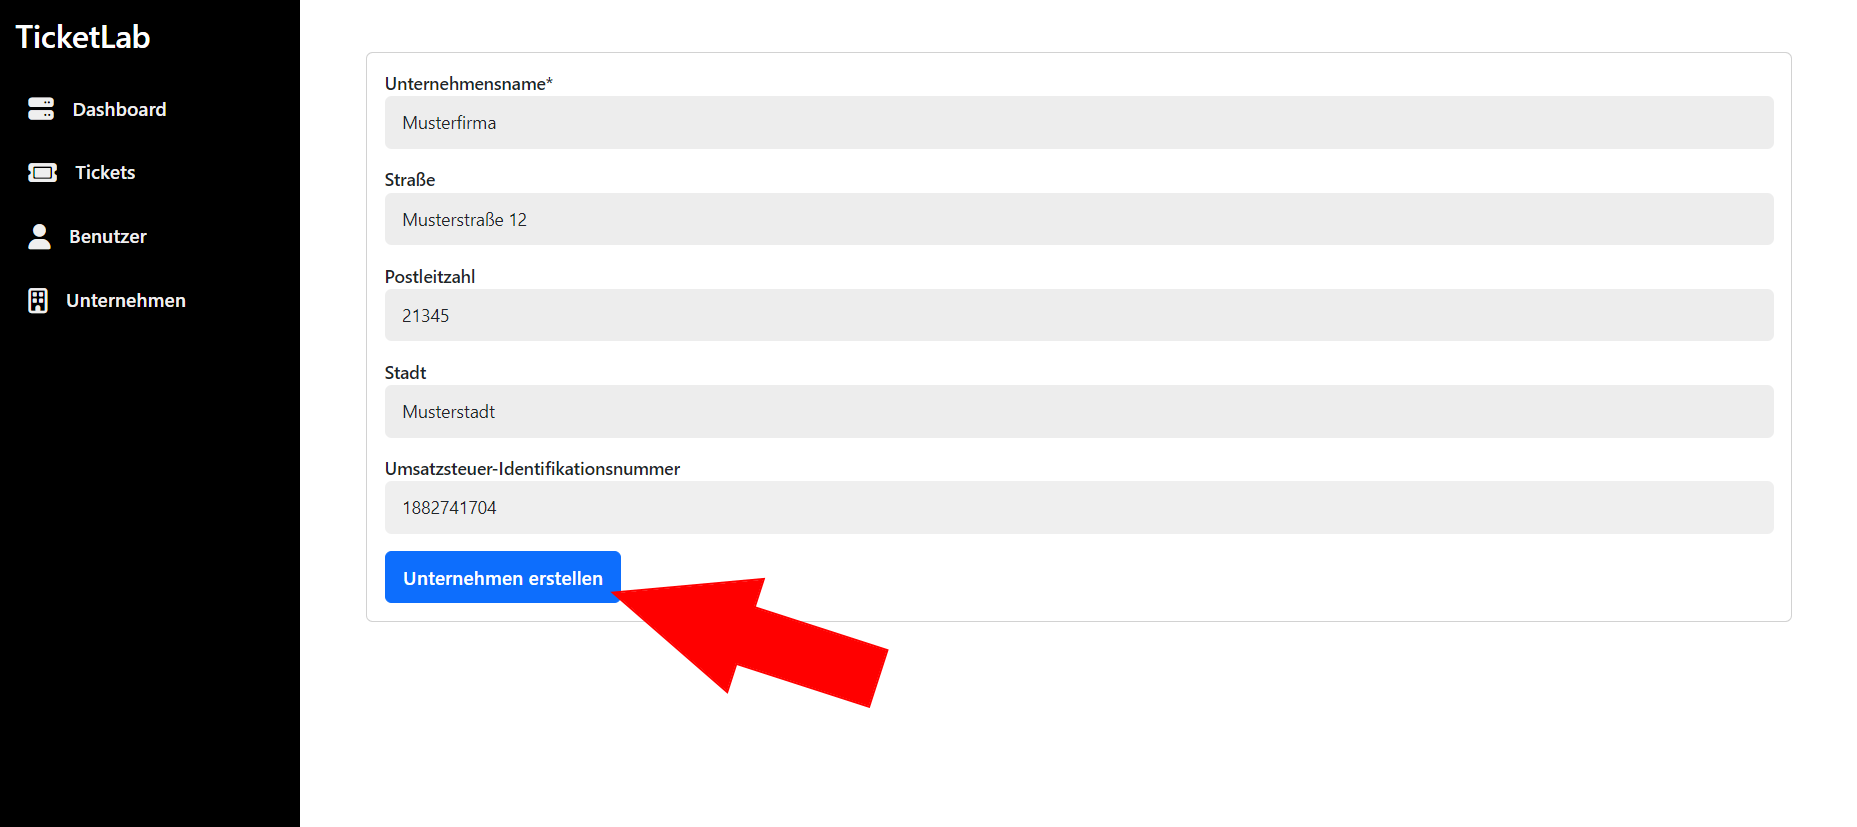 TicketLab
Dashboard
Tickets
Benutzer
Unternehmen
Unternehmensname*
Musterfirma
Straße
Musterstraße 12
Postleitzahl
21345
Stadt
Musterstadt
Umsatzsteuer-Identifikationsnummer
1882741704
Unternehmen erstellen